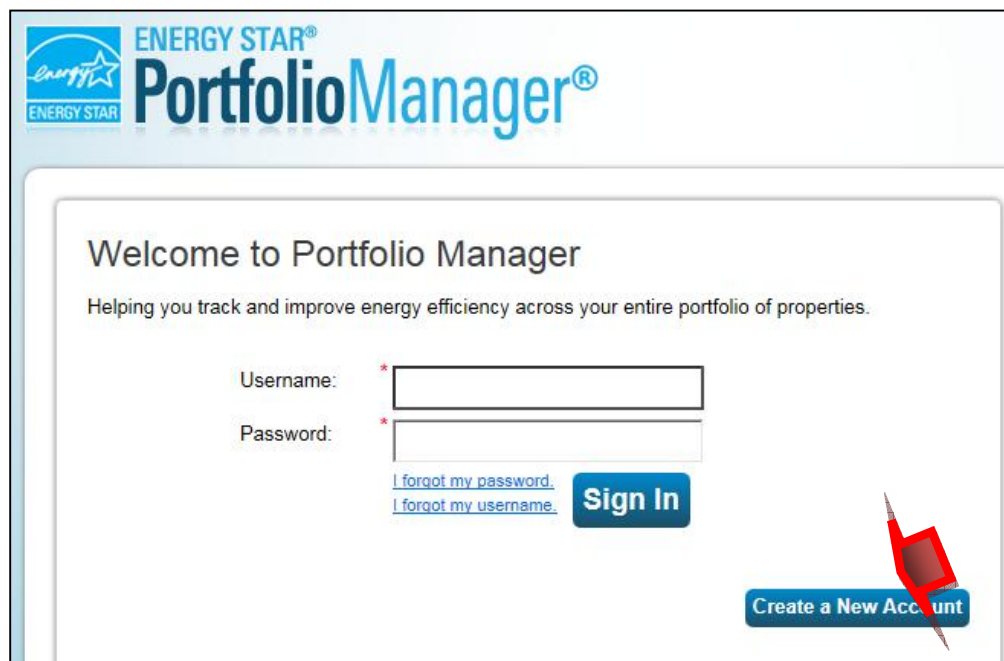 ENERGY STAR®
PortfolioManager®
energy
ENERGY STAR
Welcome to Portfolio Manager
Helping you track and improve energy efficiency across your entire portfolio of properties.
Username: *
Password: *
I forgot my password.
I forgot my username.
Sign In
Create a New Account